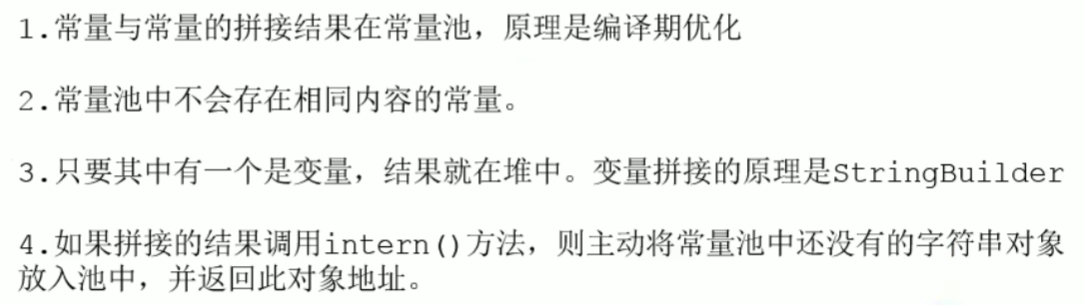 1.常量与常量的拼接结果在常量池，原理是编译期优化
2.常量池中不会存在相同内容的常量。
3.只要其中有一个是变量，结果就在堆中。变量拼接的原理是StringBuilder
4.如果拼接的结果调用intern()方法，则主动将常量池中还没有的字符串对象
放入池中，并返回此对象地址。